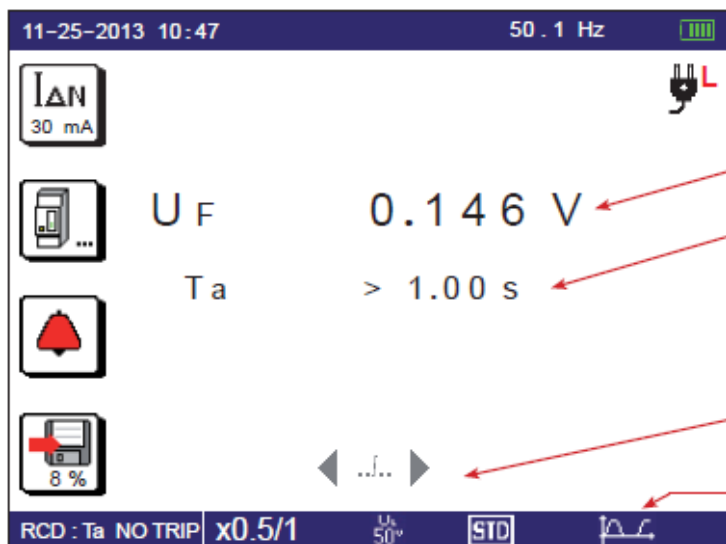 11-25-2013 10:47 50.1 Hz
IΔN
30 mA
L
...
UF 0.146 V
Ta > 1.00 s
8 %
RCD : Ta NO TRIP x0.5/1 50v STD